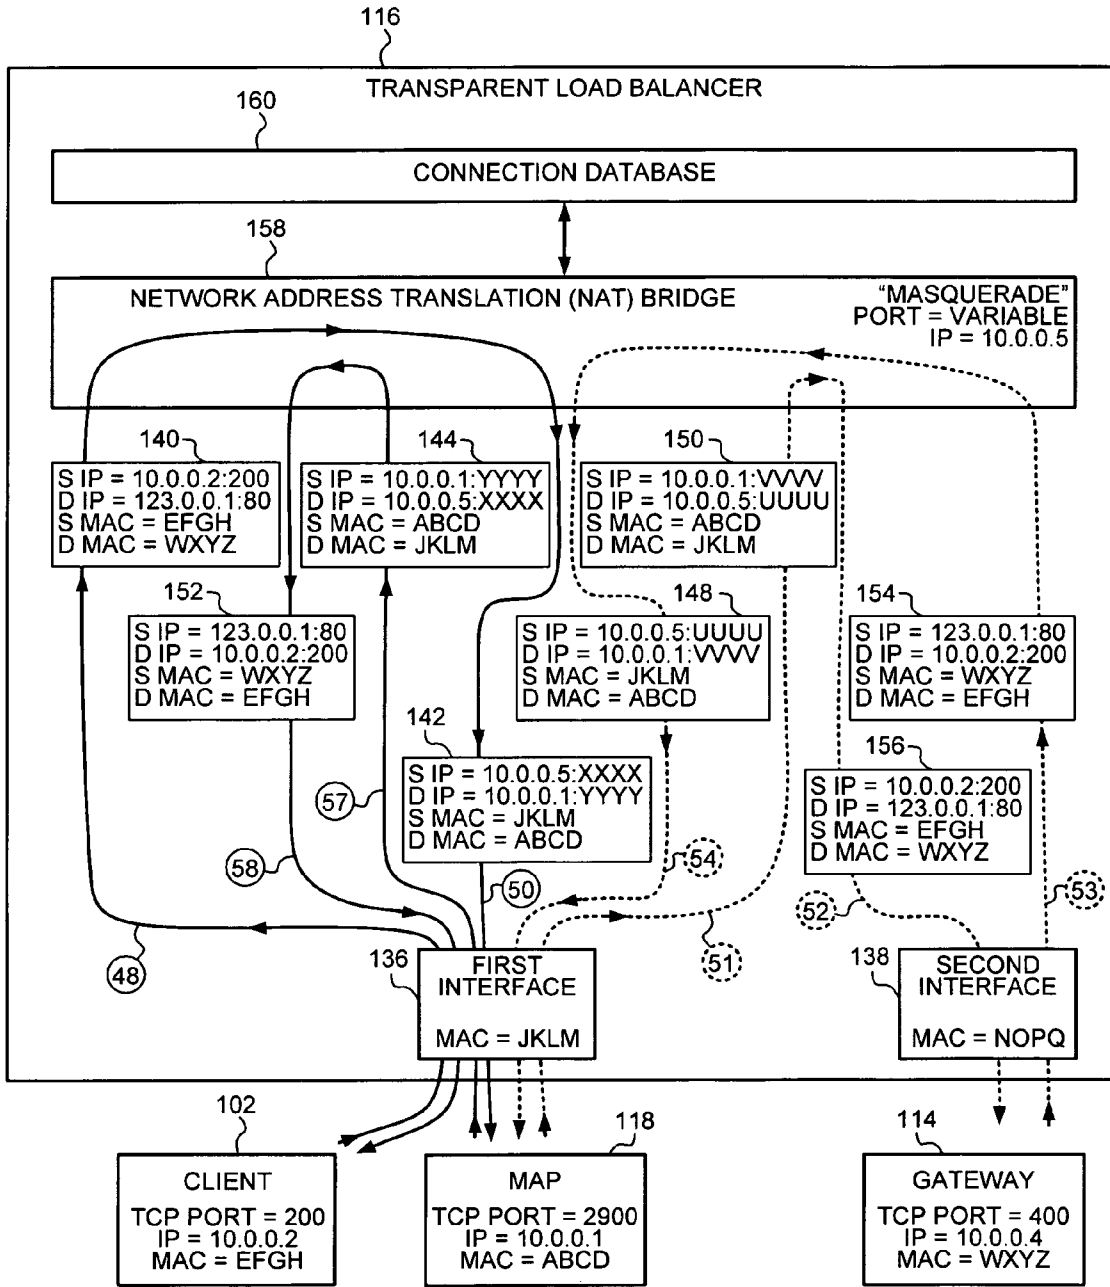 116
TRANSPARENT LOAD BALANCER
160
CONNECTION DATABASE
158
NETWORK ADDRESS TRANSLATION (NAT) BRIDGE
"MASQUERADE"
PORT = VARIABLE
IP = 10.0.0.5
140
S IP = 10.0.0.2:200
D IP = 123.0.0.1:80
S MAC = EFGH
D MAC = WXYZ
144
S IP = 10.0.0.1:YYYY
D IP = 10.0.0.5:XXXX
S MAC = ABCD
D MAC = JKLM
150
S IP = 10.0.0.1:VVVV
D IP = 10.0.0.5:UUUU
S MAC = ABCD
D MAC = JKLM
152
S IP = 123.0.0.1:80
D IP = 10.0.0.2:200
S MAC = WXYZ
D MAC = EFGH
148
S IP = 10.0.0.5:UUUU
D IP = 10.0.0.1:VVVV
S MAC = JKLM
D MAC = ABCD
154
S IP = 123.0.0.1:80
D IP = 10.0.0.2:200
S MAC = WXYZ
D MAC = EFGH
142
S IP = 10.0.0.5:XXXX
D IP = 10.0.0.1:YYYY
S MAC = JKLM
D MAC = ABCD
156
S IP = 10.0.0.2:200
D IP = 123.0.0.1:80
S MAC = EFGH
D MAC = WXYZ
57
58
50
54
52
53
51
48
136
FIRST
INTERFACE
MAC = JKLM
138
SECOND
INTERFACE
MAC = NOPQ
102
CLIENT
TCP PORT = 200
IP = 10.0.0.2
MAC = EFGH
118
MAP
TCP PORT = 2900
IP = 10.0.0.1
MAC = ABCD
114
GATEWAY
TCP PORT = 400
IP = 10.0.0.4
MAC = WXYZ